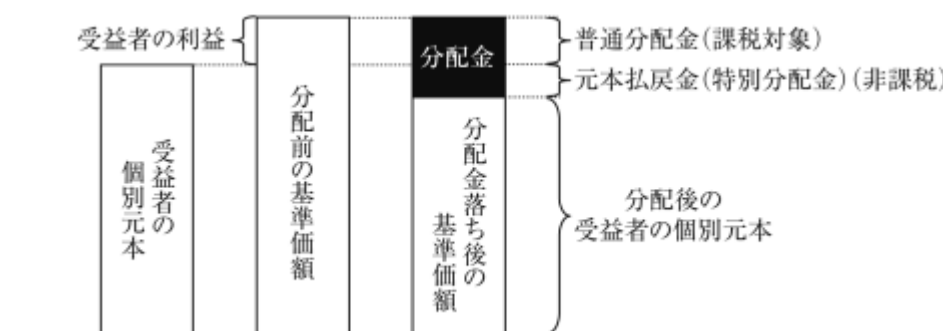 受益者の利益
分配金
普通分配金(課税対象)
元本払戻金(特別分配金)(非課税)
受益者の
個別元本
分配前の基準価額
分配金落ち後の
基準価額
分配後の
受益者の個別元本